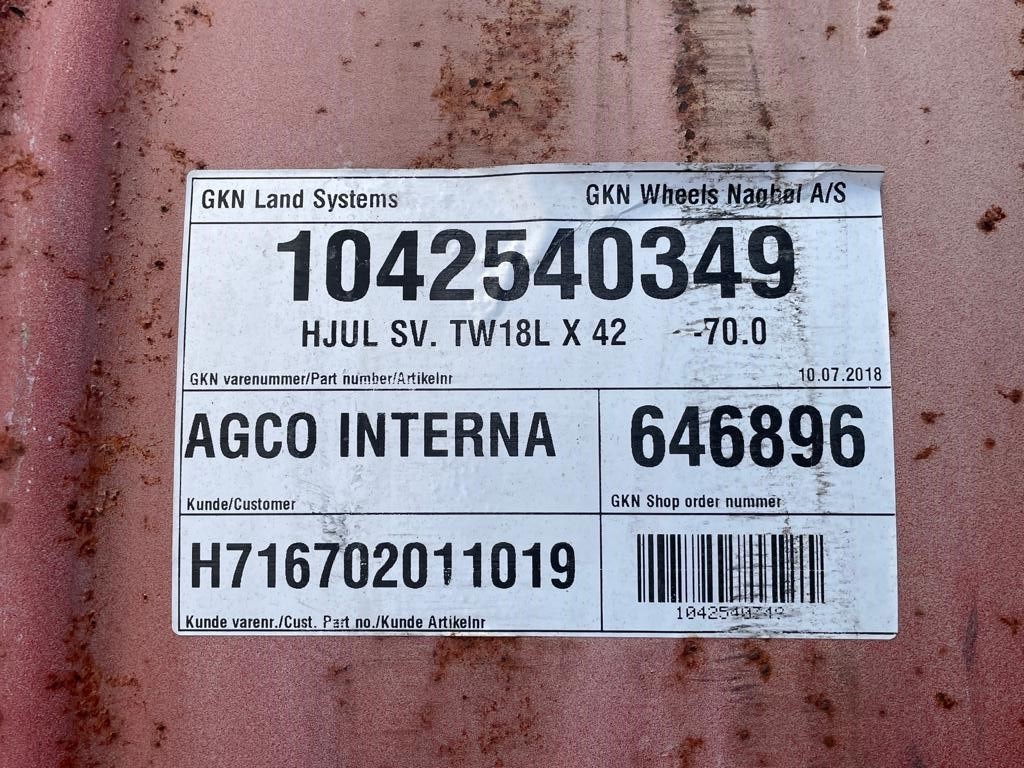 GKN Land Systems GKN Wheels Nagbøl A/S
1042540349
HJUL SV. TW18L X 42 -70.0
GKN varenummer/Part number/Artikelnr 10.07.2018
AGCO INTERNA 646896
Kunde/Customer GKN Shop order nummer
H716702011019
1042540349
Kunde varenr./Cust. Part no./Kunde Artikelnr